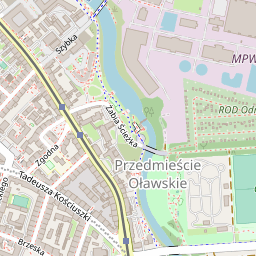 Szybka
MPW
ROD Odr
Żabia Ścieżka
Zgodna
Przedmieście
Oławskie
Tadeusza Kościuszki
Brzeska